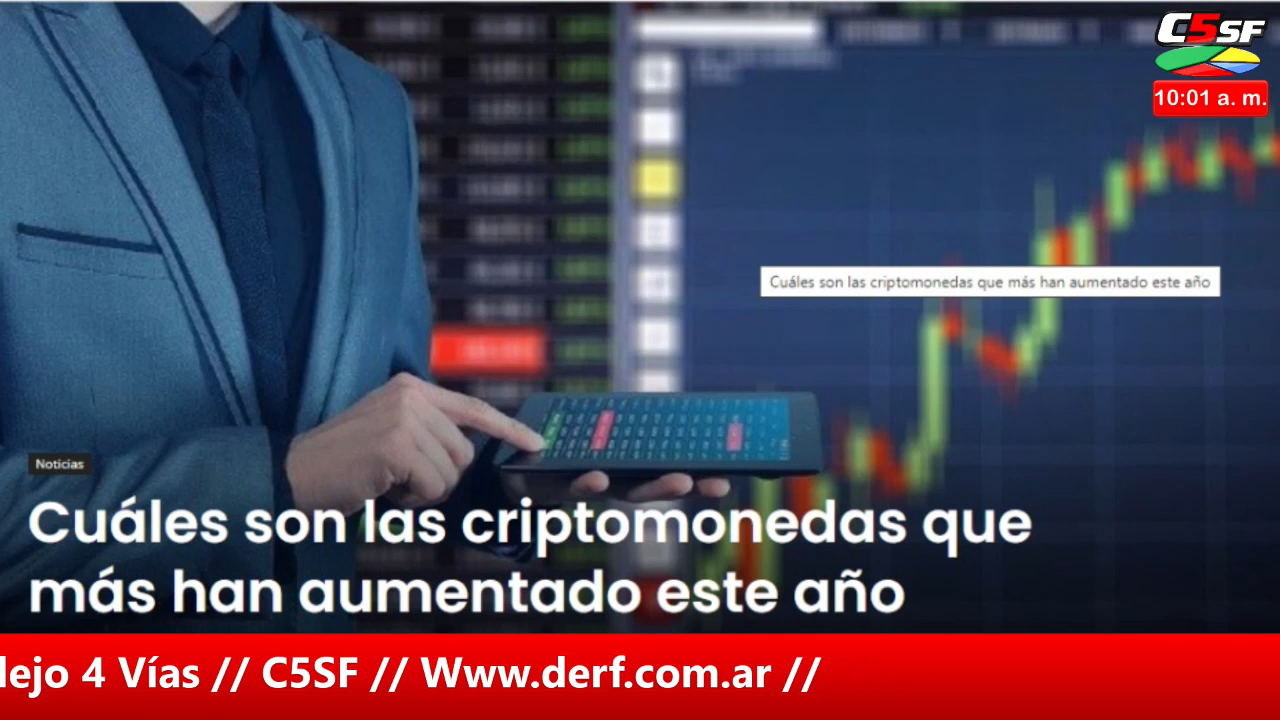 C5SF
10:01 a. m.
Cuáles son las criptomonedas que más han aumentado este año
Noticias
Cuáles son las criptomonedas que
más han aumentado este año
lejo 4 Vías // C5SF // Www.derf.com.ar //